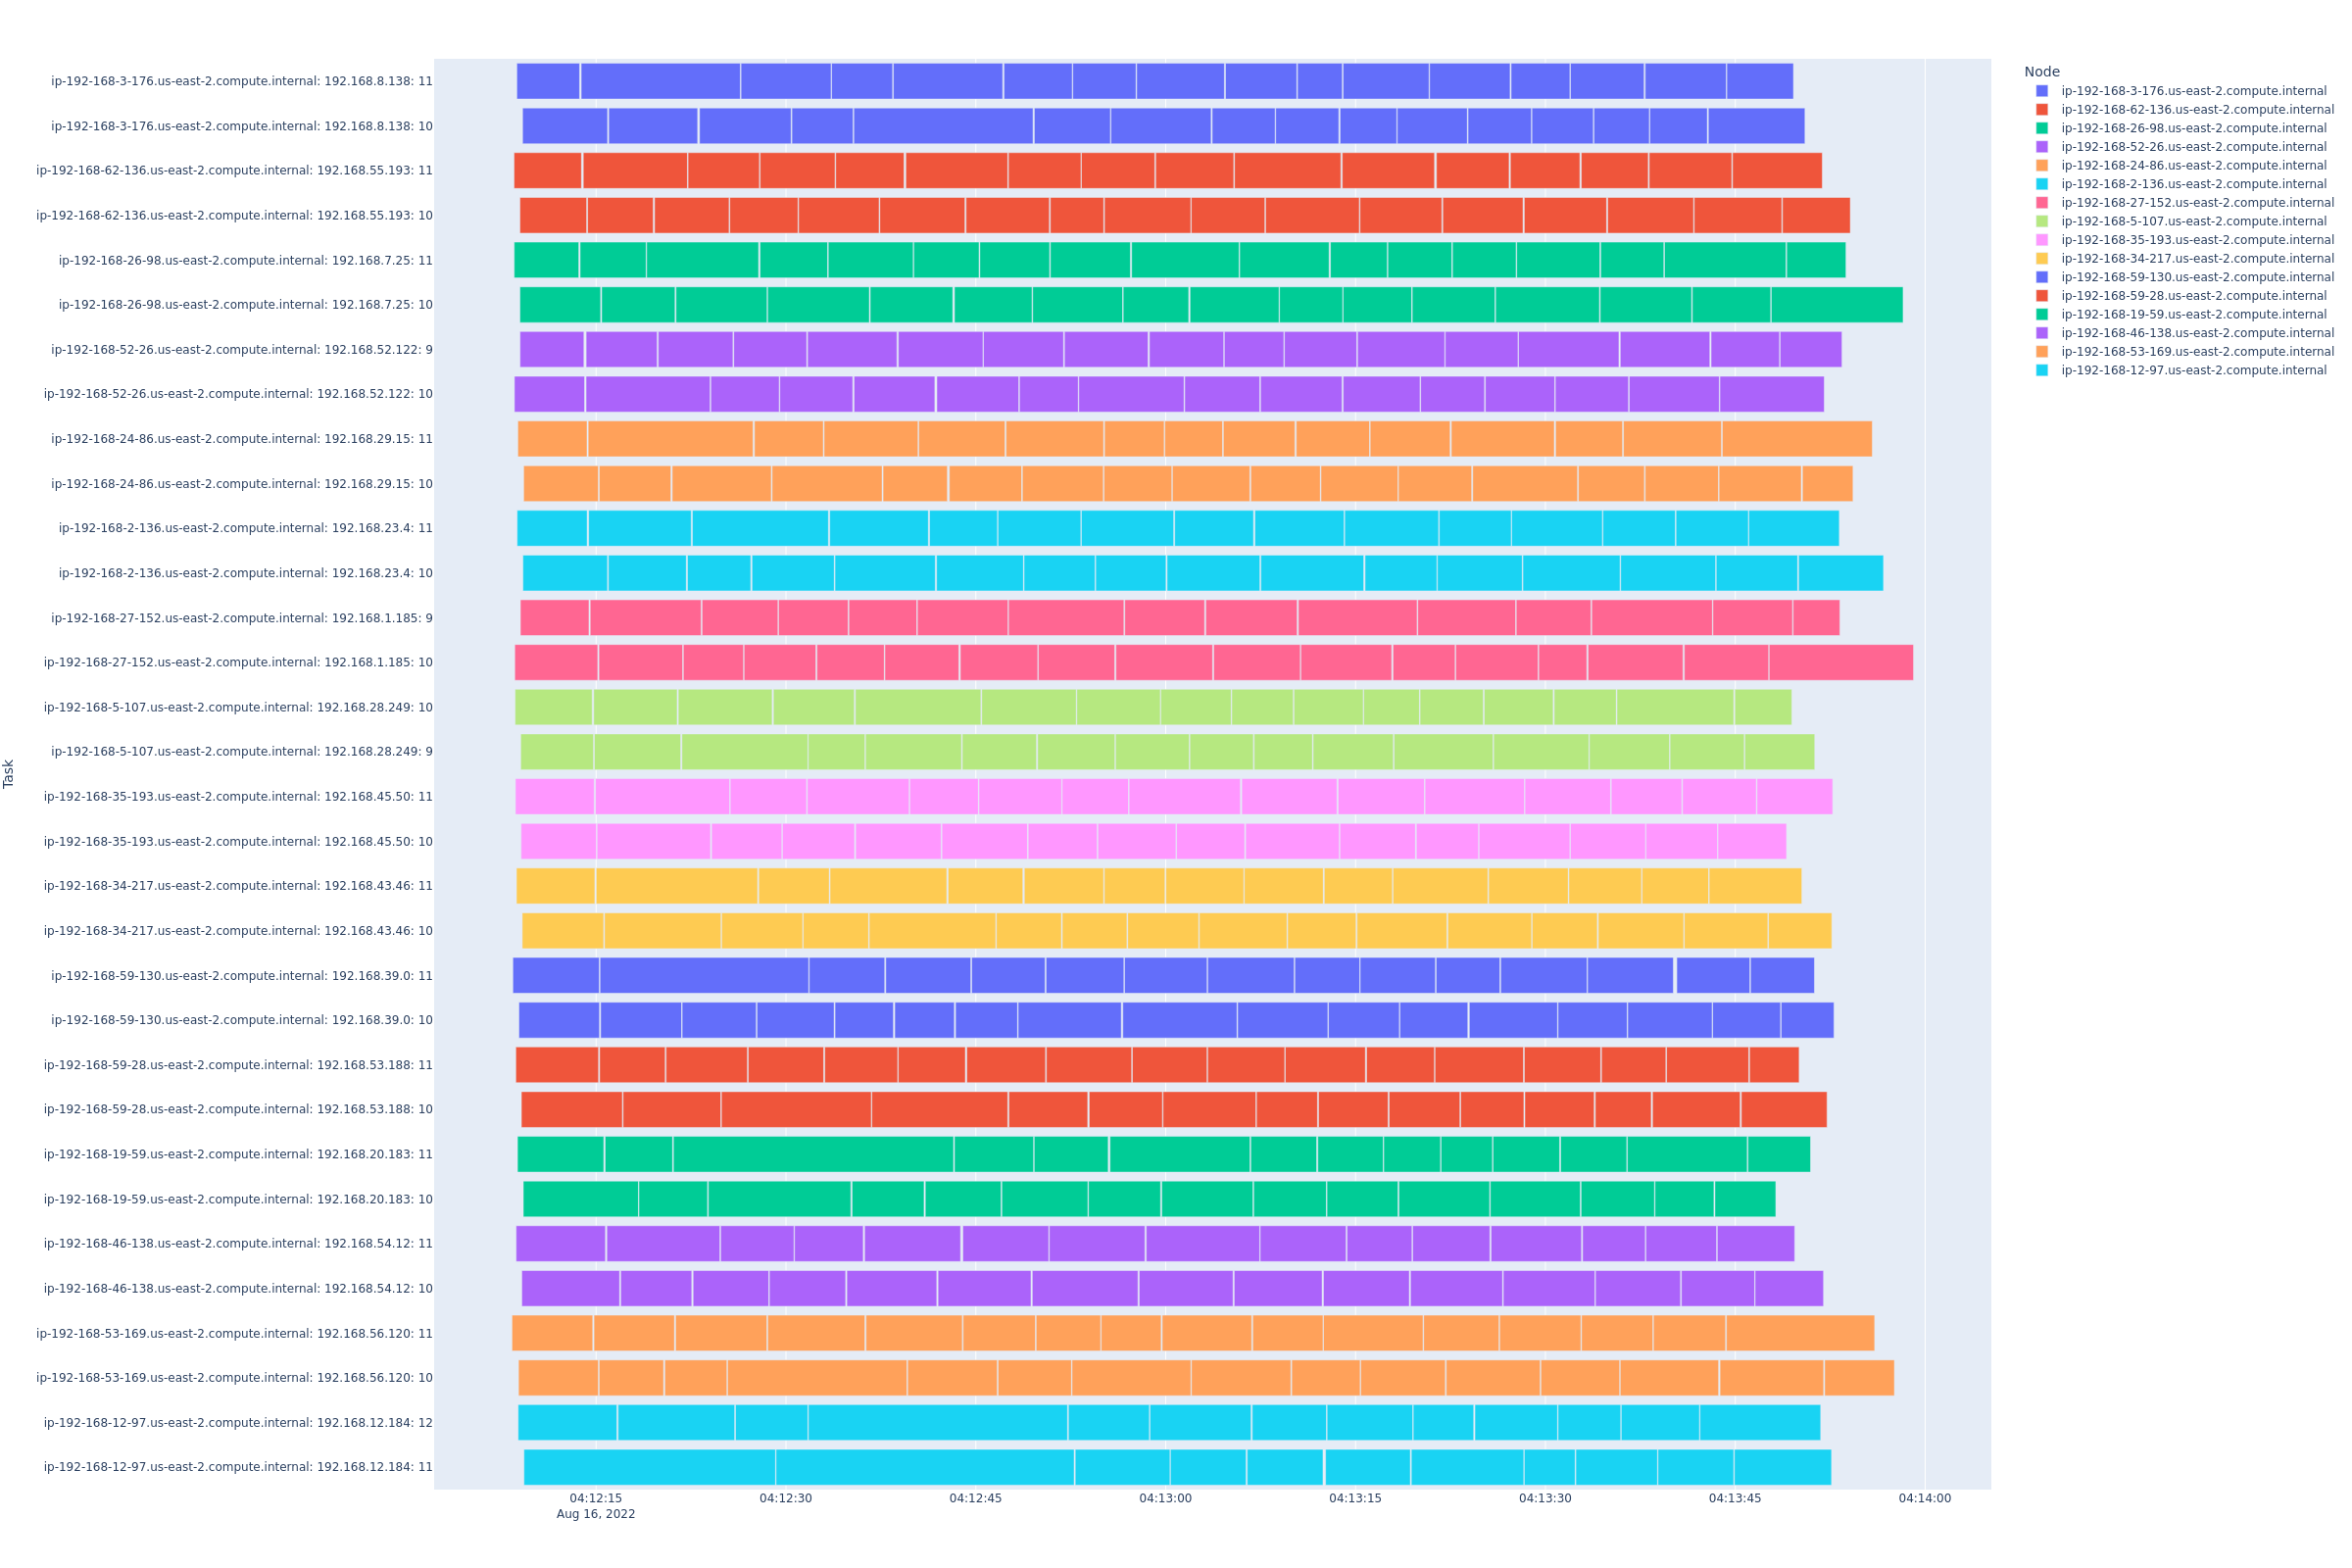 ip-192-168-3-176.us-east-2.compute.internal: 192.168.8.138: 11
ip-192-168-3-176.us-east-2.compute.internal: 192.168.8.138: 10
ip-192-168-62-136.us-east-2.compute.internal: 192.168.55.193: 11
ip-192-168-62-136.us-east-2.compute.internal: 192.168.55.193: 10
ip-192-168-26-98.us-east-2.compute.internal: 192.168.7.25: 11
ip-192-168-26-98.us-east-2.compute.internal: 192.168.7.25: 10
ip-192-168-52-26.us-east-2.compute.internal: 192.168.52.122: 9
ip-192-168-52-26.us-east-2.compute.internal: 192.168.52.122: 10
ip-192-168-24-86.us-east-2.compute.internal: 192.168.29.15: 11
ip-192-168-24-86.us-east-2.compute.internal: 192.168.29.15: 10
ip-192-168-2-136.us-east-2.compute.internal: 192.168.23.4: 11
ip-192-168-2-136.us-east-2.compute.internal: 192.168.23.4: 10
ip-192-168-27-152.us-east-2.compute.internal: 192.168.1.185: 9
ip-192-168-27-152.us-east-2.compute.internal: 192.168.1.185: 10
ip-192-168-5-107.us-east-2.compute.internal: 192.168.28.249: 10
ip-192-168-5-107.us-east-2.compute.internal: 192.168.28.249: 9
ip-192-168-35-193.us-east-2.compute.internal: 192.168.45.50: 11
ip-192-168-35-193.us-east-2.compute.internal: 192.168.45.50: 10
ip-192-168-34-217.us-east-2.compute.internal: 192.168.43.46: 11
ip-192-168-34-217.us-east-2.compute.internal: 192.168.43.46: 10
ip-192-168-59-130.us-east-2.compute.internal: 192.168.39.0: 11
ip-192-168-59-130.us-east-2.compute.internal: 192.168.39.0: 10
ip-192-168-59-28.us-east-2.compute.internal: 192.168.53.188: 11
ip-192-168-59-28.us-east-2.compute.internal: 192.168.53.188: 10
ip-192-168-19-59.us-east-2.compute.internal: 192.168.20.183: 11
ip-192-168-19-59.us-east-2.compute.internal: 192.168.20.183: 10
ip-192-168-46-138.us-east-2.compute.internal: 192.168.54.12: 11
ip-192-168-46-138.us-east-2.compute.internal: 192.168.54.12: 10
ip-192-168-53-169.us-east-2.compute.internal: 192.168.56.120: 11
ip-192-168-53-169.us-east-2.compute.internal: 192.168.56.120: 10
ip-192-168-12-97.us-east-2.compute.internal: 192.168.12.184: 12
ip-192-168-12-97.us-east-2.compute.internal: 192.168.12.184: 11
Task
04:12:15
Aug 16, 2022
04:12:30
04:12:45
04:13:00
04:13:15
04:13:30
04:13:45
04:14:00
Node
ip-192-168-3-176.us-east-2.compute.internal
ip-192-168-62-136.us-east-2.compute.internal
ip-192-168-26-98.us-east-2.compute.internal
ip-192-168-52-26.us-east-2.compute.internal
ip-192-168-24-86.us-east-2.compute.internal
ip-192-168-2-136.us-east-2.compute.internal
ip-192-168-27-152.us-east-2.compute.internal
ip-192-168-5-107.us-east-2.compute.internal
ip-192-168-35-193.us-east-2.compute.internal
ip-192-168-34-217.us-east-2.compute.internal
ip-192-168-59-130.us-east-2.compute.internal
ip-192-168-59-28.us-east-2.compute.internal
ip-192-168-19-59.us-east-2.compute.internal
ip-192-168-46-138.us-east-2.compute.internal
ip-192-168-53-169.us-east-2.compute.internal
ip-192-168-12-97.us-east-2.compute.internal